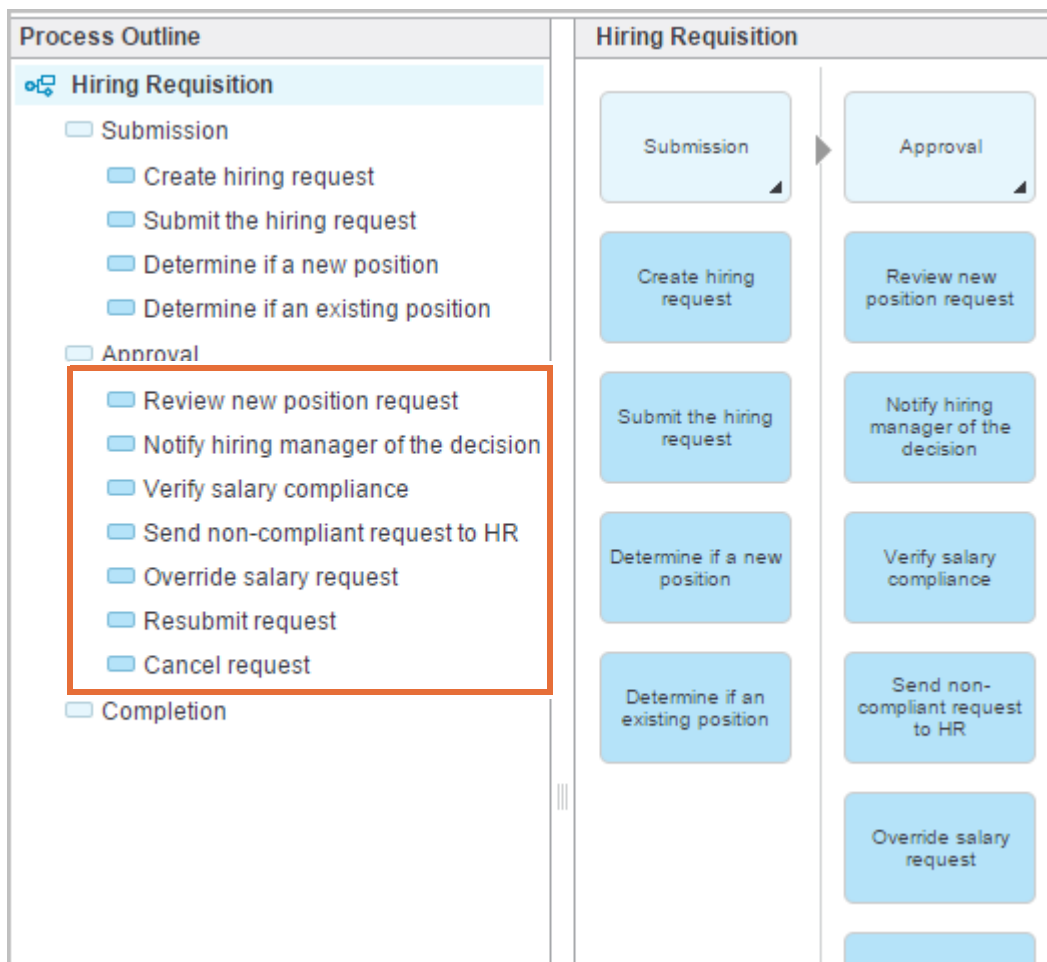 Process Outline
Hiring Requisition
Submission
Create hiring request
Submit the hiring request
Determine if a new position
Determine if an existing position
Approval
Review new position request
Notify hiring manager of the decision
Verify salary compliance
Send non-compliant request to HR
Override salary request
Resubmit request
Cancel request
Completion
Hiring Requisition
Submission
Create hiring
request
Submit the hiring
request
Determine if a new
position
Determine if an
existing position
Approval
Review new
position request
Notify hiring
manager of the
decision
Verify salary
compliance
Send non-
compliant request
to HR
Override salary
request